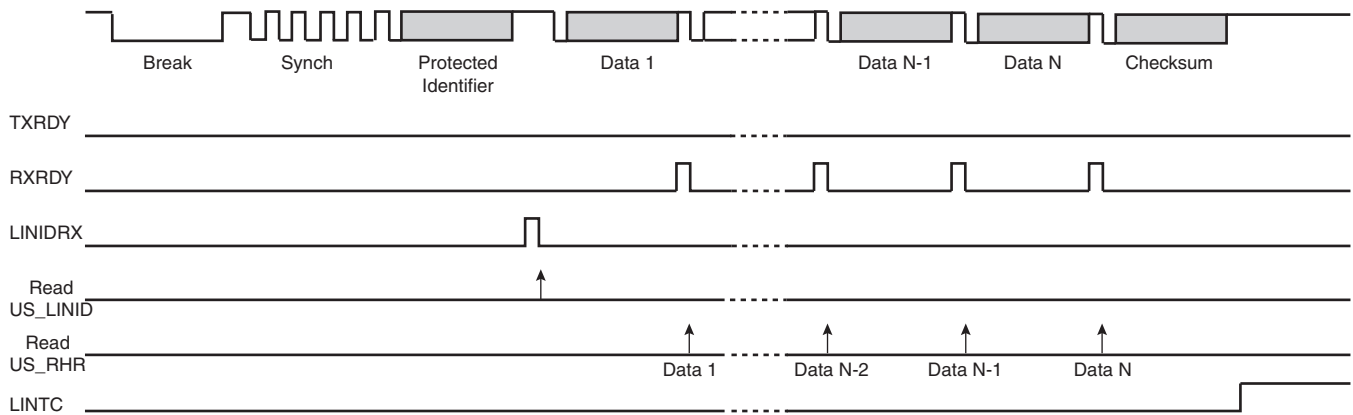 Break Synch Protected Data 1 Data N-1 Data N Checksum
Identifier
TXRDY
RXRDY
LINIDRX
Read
US_LINID
Read
US_RHR
Data 1 Data N-2 Data N-1 Data N
LINTC